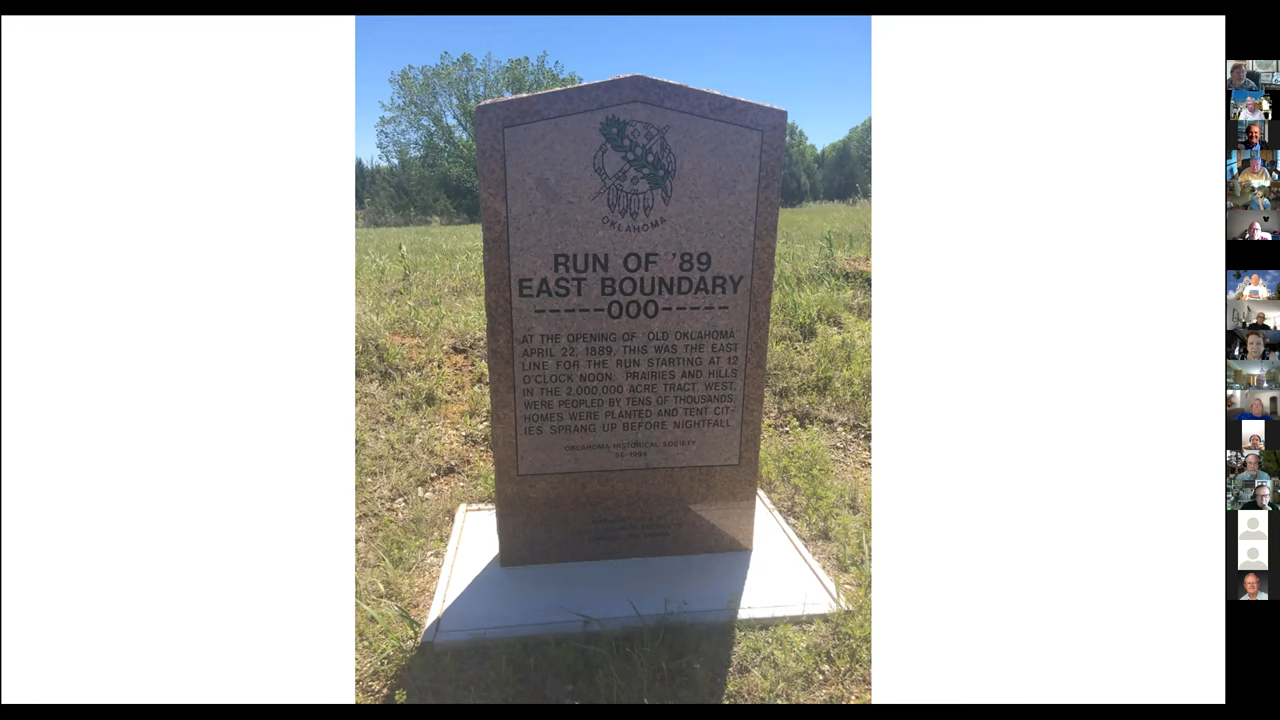 OKLAHOMA
RUN OF '89
EAST BOUNDARY
-----000-----
AT THE OPENING OF "OLD OKLAHOMA"
APRIL 22, 1889, THIS WAS THE EAST
LINE FOR THE RUN STARTING AT 12
O'CLOCK NOON. PRAIRIES AND HILLS
IN THE 2,000,000 ACRE TRACT, WEST,
WERE PEOPLED BY TENS OF THOUSANDS.
HOMES WERE PLANTED AND TENT CIT-
IES SPRANG UP BEFORE NIGHTFALL.
OKLAHOMA HISTORICAL SOCIETY